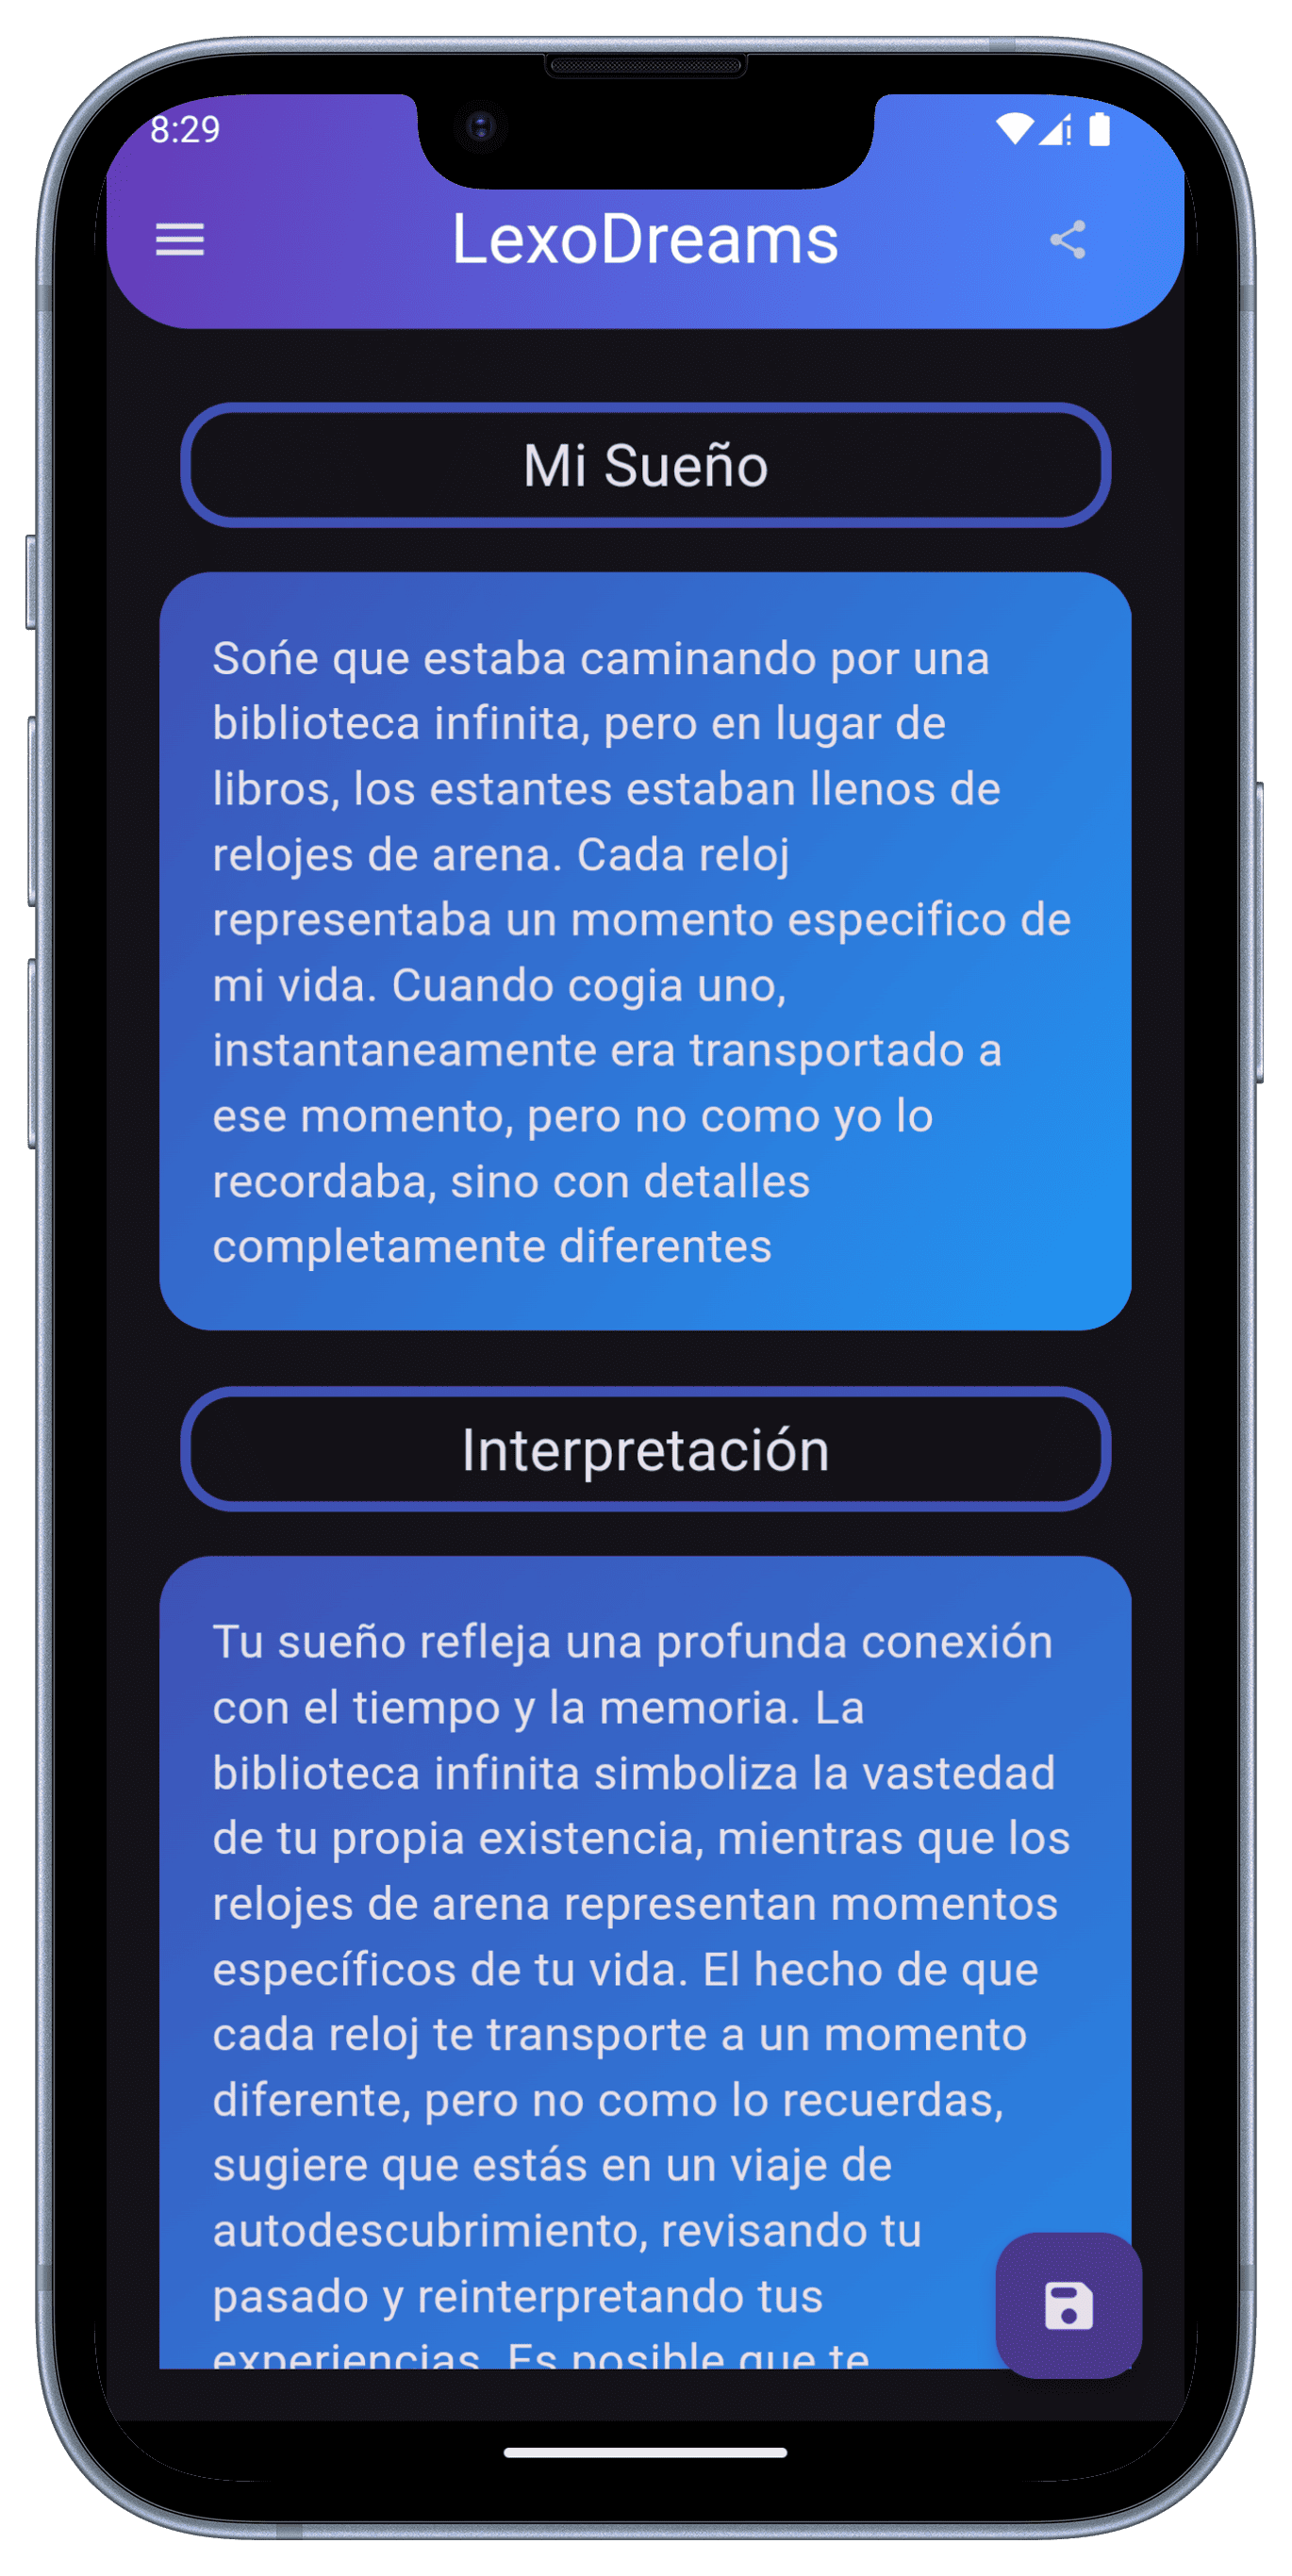 8:29
LexoDreams
Mi Sueño
Sońe que estaba caminando por una
biblioteca infinita, pero en lugar de
libros, los estantes estaban llenos de
relojes de arena. Cada reloj
representaba un momento especifico de
mi vida. Cuando cogia uno,
instantaneamente era transportado a
ese momento, pero no como yo lo
recordaba, sino con detalles
completamente diferentes
Interpretación
Tu sueño refleja una profunda conexión
con el tiempo y la memoria. La
biblioteca infinita simboliza la vastedad
de tu propia existencia, mientras que los
relojes de arena representan momentos
específicos de tu vida. El hecho de que
cada reloj te transporte a un momento
diferente, pero no como lo recuerdas,
sugiere que estás en un viaje de
autodescubrimiento, revisando tu
pasado y reinterpretando tus
experiencias. Es posible que te